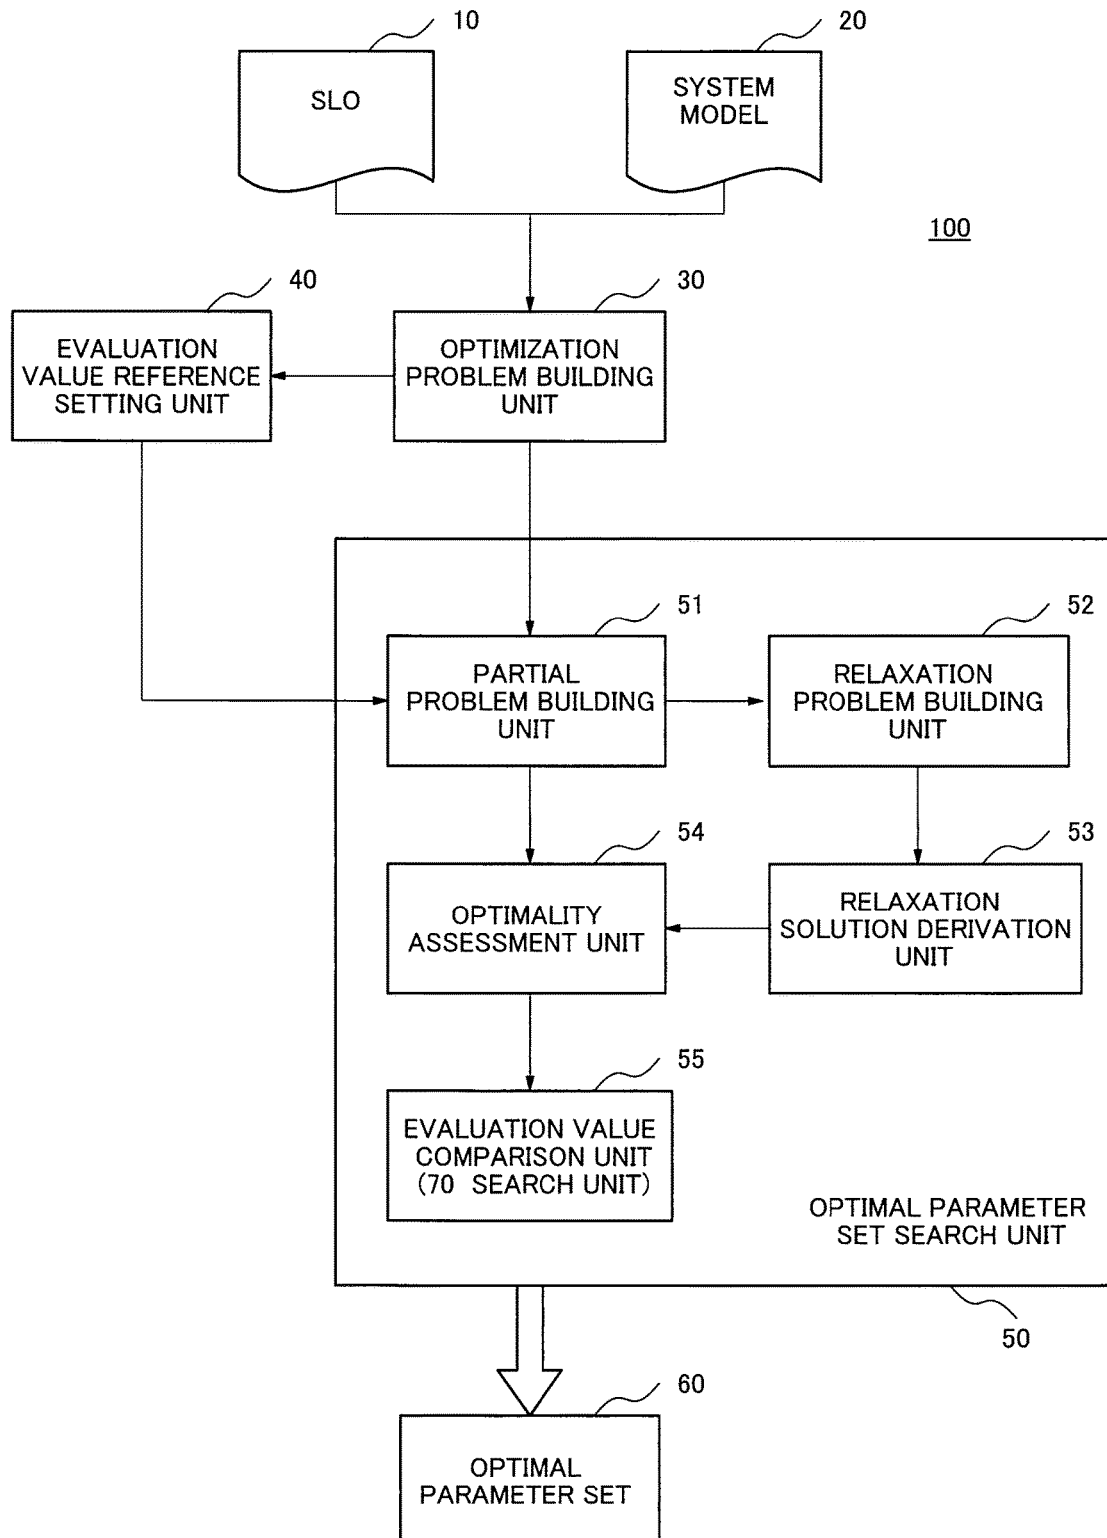 10
20
SLO
SYSTEM
MODEL
100
40
30
EVALUATION
VALUE REFERENCE
SETTING UNIT
OPTIMIZATION
PROBLEM BUILDING
UNIT
51
52
PARTIAL
PROBLEM BUILDING
UNIT
RELAXATION
PROBLEM BUILDING
UNIT
54
53
OPTIMALITY
ASSESSMENT UNIT
RELAXATION
SOLUTION DERIVATION
UNIT
55
EVALUATION VALUE
COMPARISON UNIT
(70 SEARCH UNIT)
OPTIMAL PARAMETER
SET SEARCH UNIT
50
60
OPTIMAL
PARAMETER SET